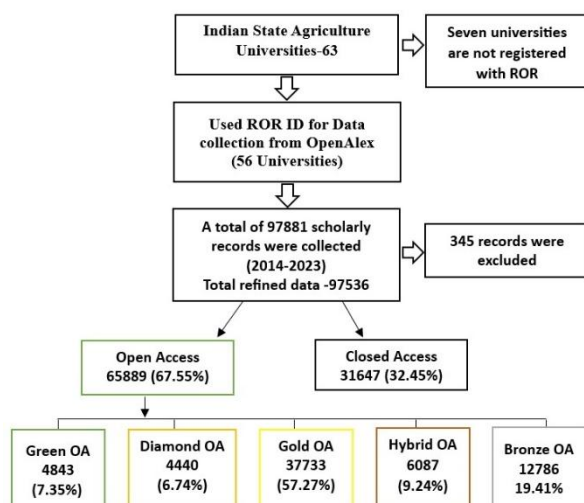 Indian State Agriculture
Universities-63
Seven universities
are not registered
with ROR
Used ROR ID for Data
collection from OpenAlex
(56 Universities)
A total of 97881 scholarly
records were collected
(2014-2023)
Total refined data -97536
345 records were
excluded
Open Access
65889 (67.55%)
Closed Access
31647 (32.45%)
Green OA
4843
(7.35%)
Diamond OA
4440
(6.74%)
Gold OA
37733
(57.27%)
Hybrid OA
6087
(9.24%)
Bronze OA
12786
19.41%)